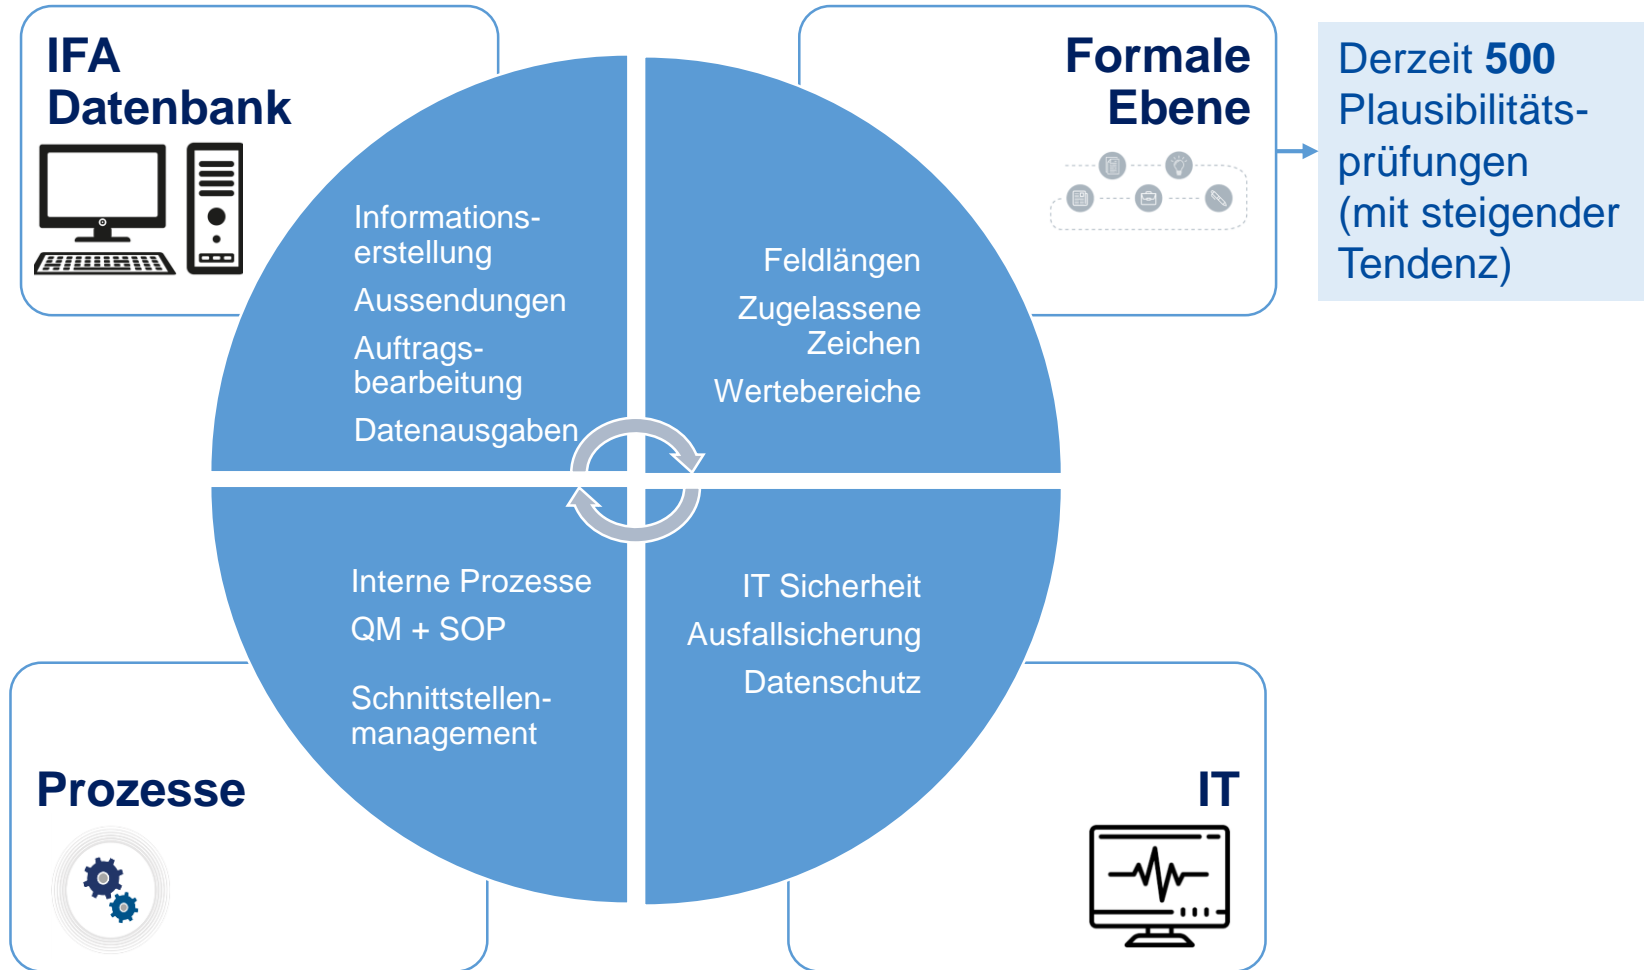 IFA
Datenbank
Informations-
erstellung
Aussendungen
Auftrags-
bearbeitung
Datenausgaben
Formale
Ebene
Feldlängen
Zugelassene
Zeichen
Wertebereiche
Derzeit 500
Plausibilitäts-
prüfungen
(mit steigender
Tendenz)
Interne Prozesse
QM + SOP
Schnittstellen-
management
Prozesse
IT Sicherheit
Ausfallsicherung
Datenschutz
IT